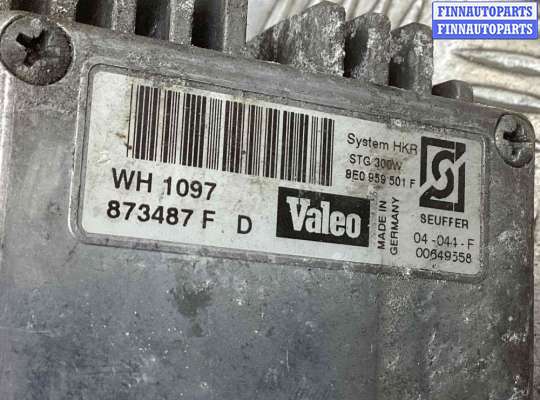 FINNAUTOPARTS
FINNAUTOPARTS
System HKR
STG 300W
8E0 959 501 F
WH 1097
873487 F D
Valeo
MADE IN
GERMANY
SEUFFER
04-044-F
00649558